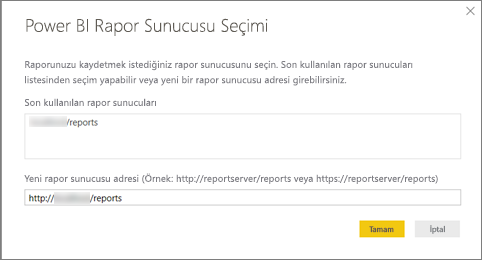 Power BI Rapor Sunucusu Seçimi
Raporunuzu kaydetmek istediğiniz rapor sunucusunu seçin. Son kullanılan rapor sunucuları
listesinden seçim yapabilir veya yeni bir rapor sunucusu adresi girebilirsiniz.
Son kullanılan rapor sunucuları
/reports
Yeni rapor sunucusu adresi (Örnek: http://reportserver/reports veya https://reportserver/reports)
http:// /reports
Tamam İptal